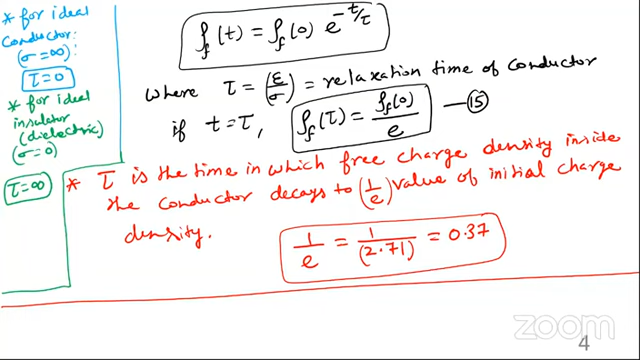 * for ideal
conductor:
(σ = ∞):
τ = 0
* for ideal
insulator
(dielectric)
(σ = 0)
τ = ∞
ρf(t) = ρf(0) e^-t/τ
where τ = (ε/σ) = relaxation time of conductor
if t = τ, ρf(τ) = ρf(0)/e —(15)
* τ is the time in which free charge density inside
the conductor decays to (1/e) value of initial charge
density.
1/e = 1/(2.71) = 0.37
zoom
4